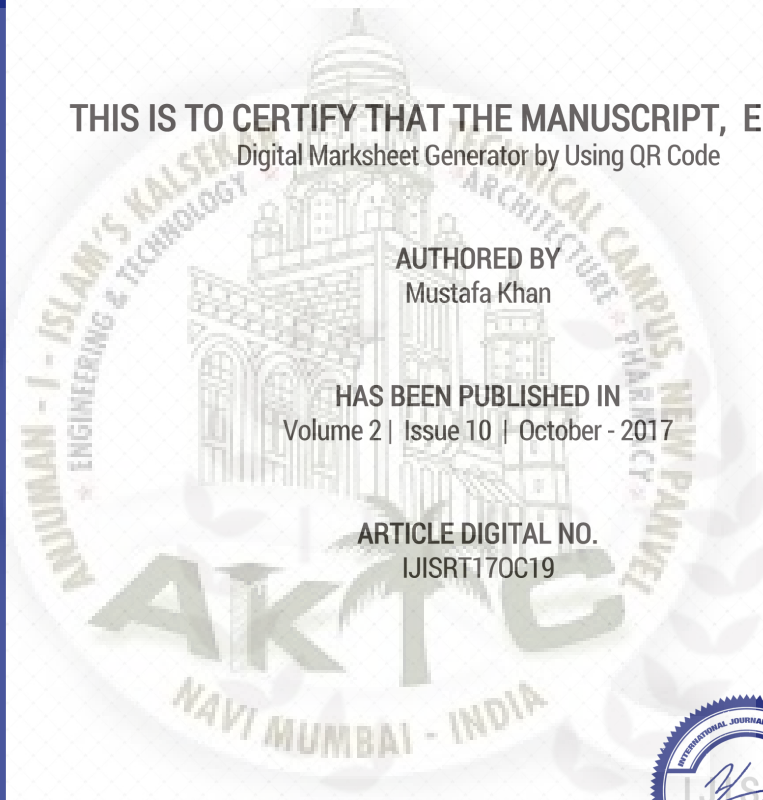 THIS IS TO CERTIFY THAT THE MANUSCRIPT, E
Digital Marksheet Generator by Using QR Code
AUTHORED BY
Mustafa Khan
HAS BEEN PUBLISHED IN
Volume 2 | Issue 10 | October - 2017
ARTICLE DIGITAL NO.
IJISRT17OC19
ANJUMAN - I - ISLAM'S KALSEKAR TECHNICAL CAMPUS, NEW PANVEL
ENGINEERING & TECHNOLOGY * ARCHITECTURE * PHARMACY *
AKTC
NAVI MUMBAI - INDIA
INTERNATIONAL JOURNA
IJIS